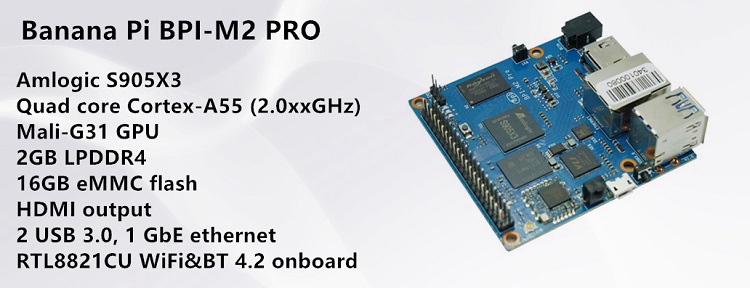 Banana Pi BPI-M2 PRO
Amlogic S905X3
Quad core Cortex-A55 (2.0xxGHz)
Mali-G31 GPU
2GB LPDDR4
16GB eMMC flash
HDMI output
2 USB 3.0, 1 GbE ethernet
RTL8821CU WiFi&BT 4.2 onboard
S905X3